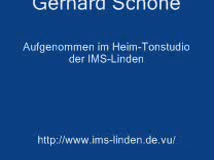 Gerhard Schöne
Aufgenommen im Heim-Tonstudio
der IMS-Linden
http://www.ims-linden.de.vu/